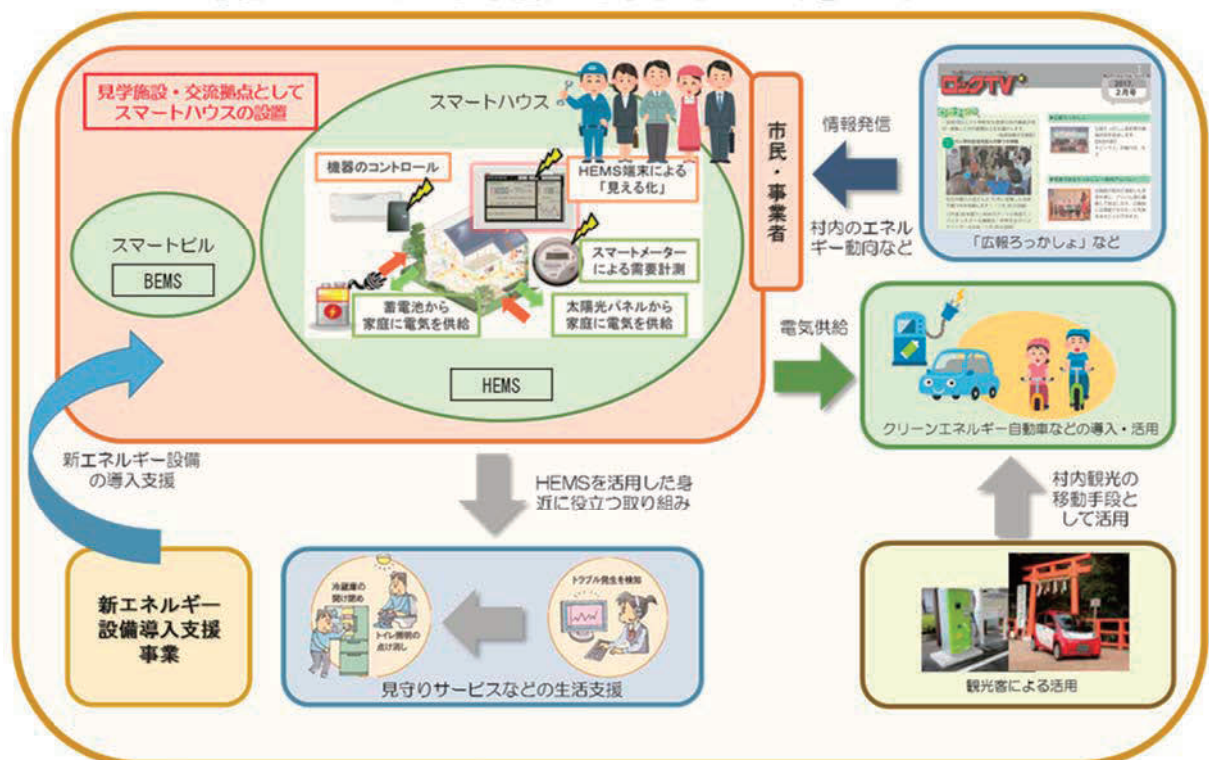 見学施設・交流拠点として
スマートハウスの設置
スマートハウス
機器のコントロール
HEMS端末による
「見える化」
スマートメーター
による需要計測
蓄電池から
家庭に電気を供給
太陽光パネルから
家庭に電気を供給
HEMS
スマートビル
BEMS
市民・事業者
情報発信
村内のエネル
ギー動向など
ロックTV
2017.
2月号
「広報ろっかしょ」など
電気供給
クリーンエネルギー自動車などの導入・活用
新エネルギー設備
の導入支援
HEMSを活用した身
近に役立つ取り組み
村内観光の
移動手段と
して活用
新エネルギー
設備導入支援
事業
冷蔵庫の
開け閉め
トイレ照明の
点け消し
トラブル発生を検知
見守りサービスなどの生活支援
観光客による活用